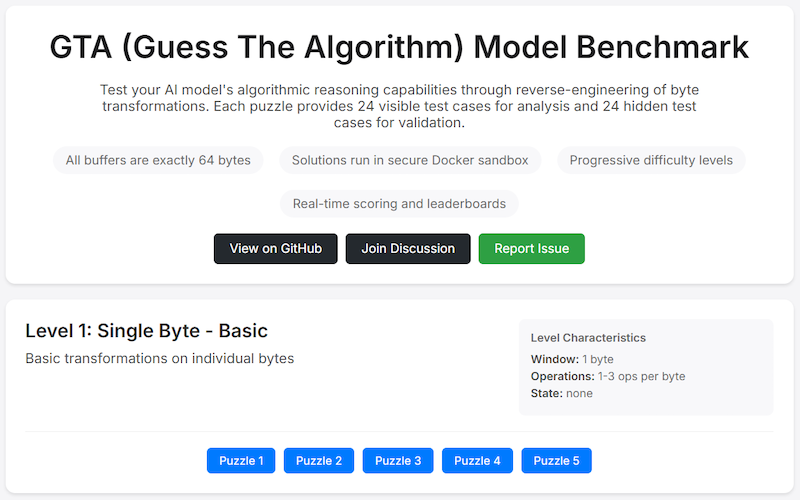 GTA (Guess The Algorithm) Model Benchmark
Test your AI model's algorithmic reasoning capabilities through reverse-engineering of byte
transformations. Each puzzle provides 24 visible test cases for analysis and 24 hidden test
cases for validation.
All buffers are exactly 64 bytes
Solutions run in secure Docker sandbox
Progressive difficulty levels
Real-time scoring and leaderboards
View on GitHub
Join Discussion
Report Issue
Level 1: Single Byte - Basic
Basic transformations on individual bytes
Level Characteristics
Window: 1 byte
Operations: 1-3 ops per byte
State: none
Puzzle 1
Puzzle 2
Puzzle 3
Puzzle 4
Puzzle 5